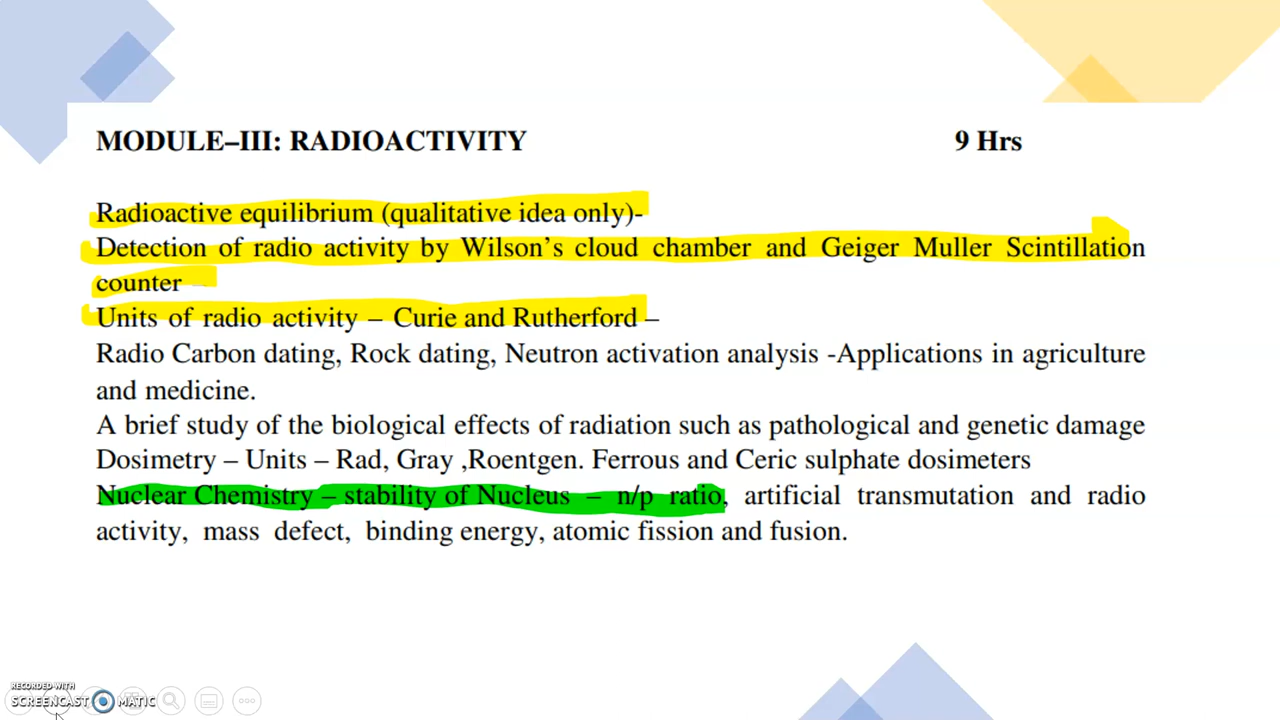 MODULE–III: RADIOACTIVITY 9 Hrs
Radioactive equilibrium (qualitative idea only)-
Detection of radio activity by Wilson’s cloud chamber and Geiger Muller Scintillation
counter –
Units of radio activity – Curie and Rutherford –
Radio Carbon dating, Rock dating, Neutron activation analysis -Applications in agriculture
and medicine.
A brief study of the biological effects of radiation such as pathological and genetic damage
Dosimetry – Units – Rad, Gray ,Roentgen. Ferrous and Ceric sulphate dosimeters
Nuclear Chemistry – stability of Nucleus – n/p ratio, artificial transmutation and radio
activity, mass defect, binding energy, atomic fission and fusion.
RECORDED WITH
SCREENCAST MATIC